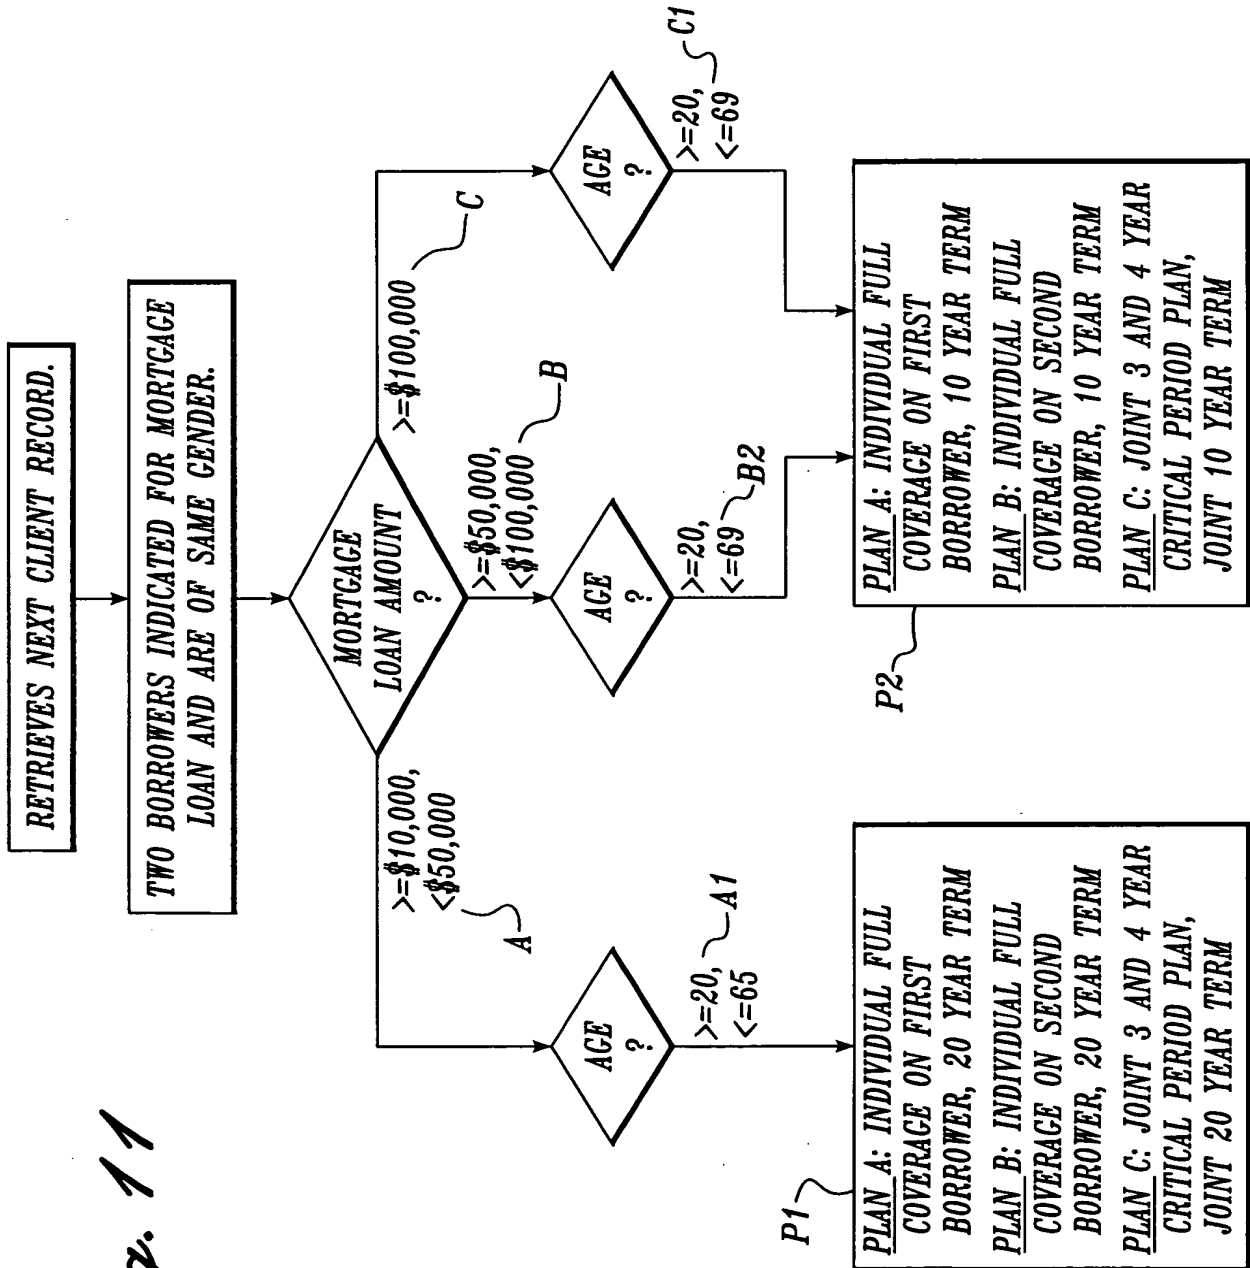 RETRIEVES NEXT CLIENT RECORD.
TWO BORROWERS INDICATED FOR MORTGAGE
LOAN AND ARE OF SAME GENDER.
MORTGAGE
LOAN AMOUNT
?
>=$10,000,
<$50,000
A
>=$50,000,
<$100,000
B
>=$100,000
C
AGE
?
>=20,
<=65
A1
AGE
?
>=20,
<=69
B2
AGE
?
>=20,
<=69
C1
P1
PLAN A: INDIVIDUAL FULL
COVERAGE ON FIRST
BORROWER, 20 YEAR TERM
PLAN B: INDIVIDUAL FULL
COVERAGE ON SECOND
BORROWER, 20 YEAR TERM
PLAN C: JOINT 3 AND 4 YEAR
CRITICAL PERIOD PLAN,
JOINT 20 YEAR TERM
P2
PLAN A: INDIVIDUAL FULL
COVERAGE ON FIRST
BORROWER, 10 YEAR TERM
PLAN B: INDIVIDUAL FULL
COVERAGE ON SECOND
BORROWER, 10 YEAR TERM
PLAN C: JOINT 3 AND 4 YEAR
CRITICAL PERIOD PLAN,
JOINT 10 YEAR TERM
11